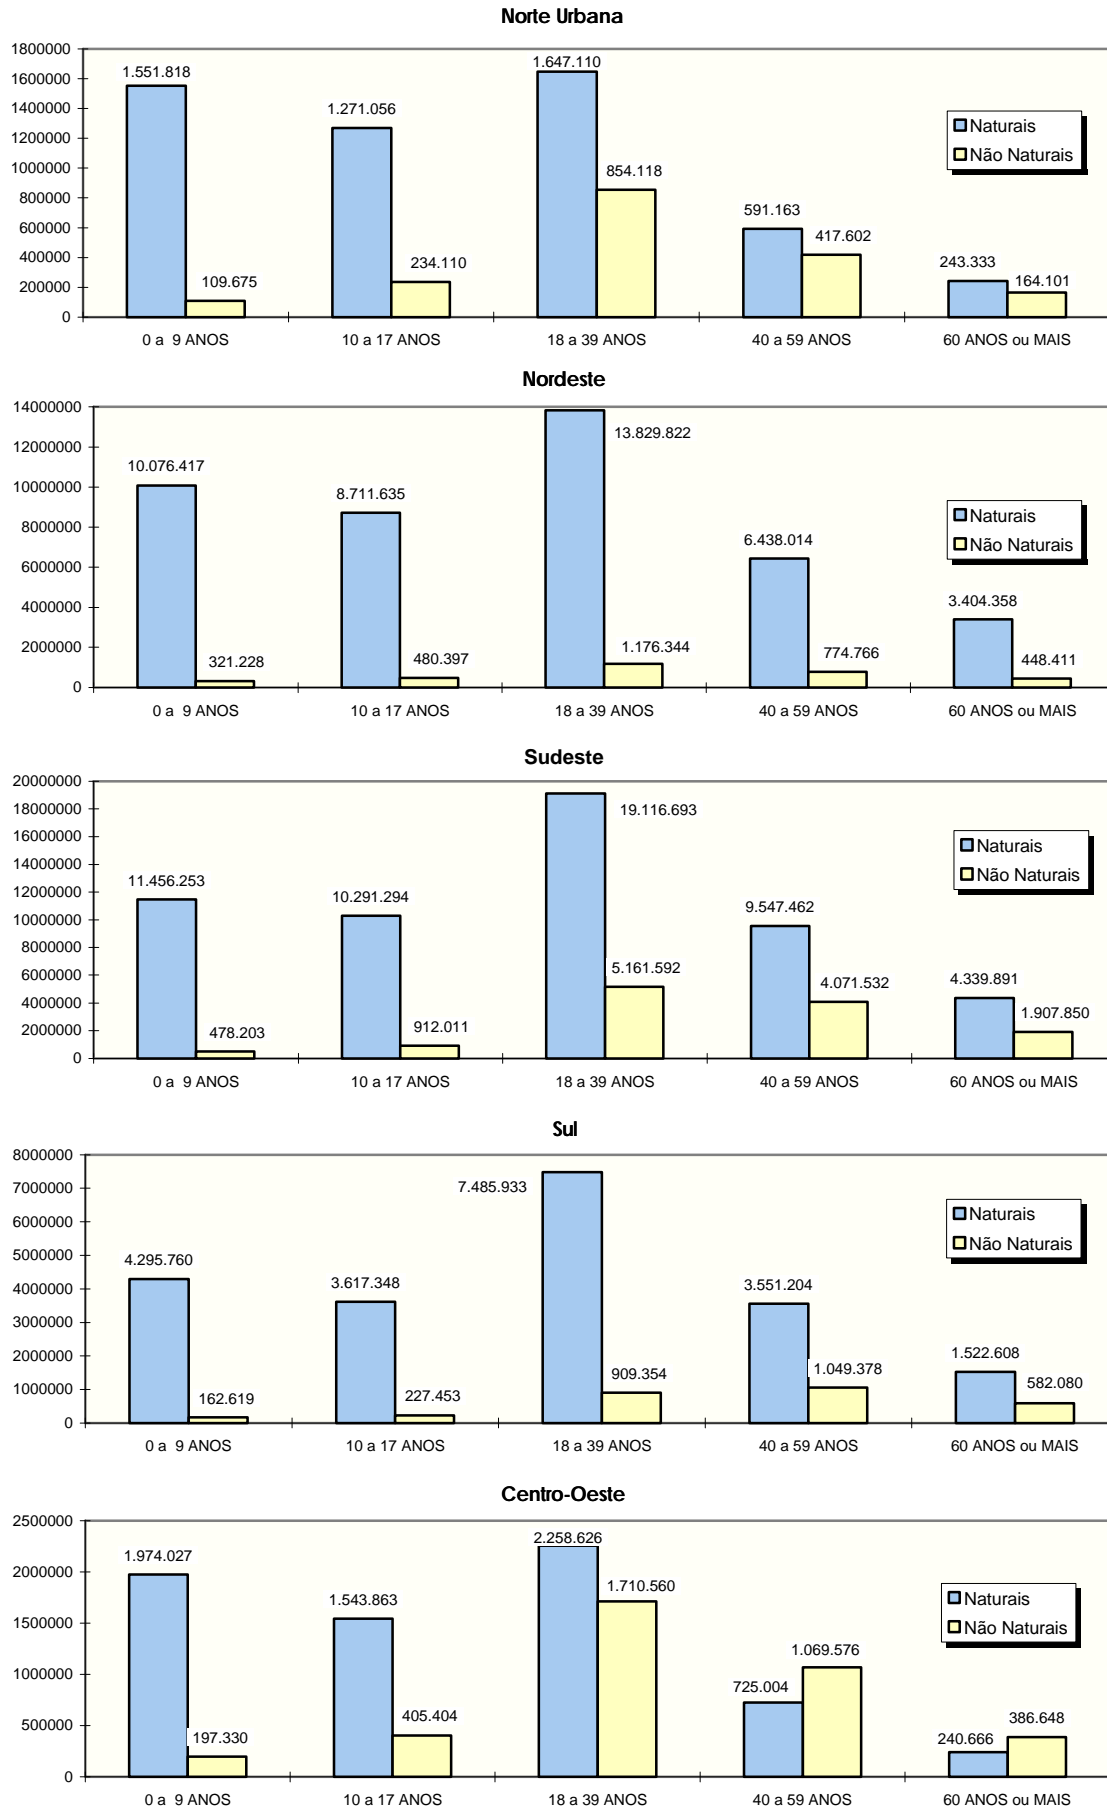 Norte Urbana
1800000
1600000
1400000
1200000
1000000
800000
600000
400000
200000
0
1.551.818
109.675
1.271.056
234.110
1.647.110
854.118
591.163
417.602
243.333
164.101
Naturais
Não Naturais
0 a 9 ANOS
10 a 17 ANOS
18 a 39 ANOS
40 a 59 ANOS
60 ANOS ou MAIS
Nordeste
14000000
12000000
10000000
8000000
6000000
4000000
2000000
0
10.076.417
321.228
8.711.635
480.397
13.829.822
1.176.344
6.438.014
774.766
3.404.358
448.411
Naturais
Não Naturais
0 a 9 ANOS
10 a 17 ANOS
18 a 39 ANOS
40 a 59 ANOS
60 ANOS ou MAIS
Sudeste
20000000
18000000
16000000
14000000
12000000
10000000
8000000
6000000
4000000
2000000
0
11.456.253
478.203
10.291.294
912.011
19.116.693
5.161.592
9.547.462
4.071.532
4.339.891
1.907.850
Naturais
Não Naturais
0 a 9 ANOS
10 a 17 ANOS
18 a 39 ANOS
40 a 59 ANOS
60 ANOS ou MAIS
Sul
8000000
7000000
6000000
5000000
4000000
3000000
2000000
1000000
0
4.295.760
162.619
3.617.348
227.453
7.485.933
909.354
3.551.204
1.049.378
1.522.608
582.080
Naturais
Não Naturais
0 a 9 ANOS
10 a 17 ANOS
18 a 39 ANOS
40 a 59 ANOS
60 ANOS ou MAIS
Centro-Oeste
2500000
2000000
1500000
1000000
500000
0
1.974.027
197.330
1.543.863
405.404
2.258.626
1.710.560
725.004
1.069.576
240.666
386.648
Naturais
Não Naturais
0 a 9 ANOS
10 a 17 ANOS
18 a 39 ANOS
40 a 59 ANOS
60 ANOS ou MAIS